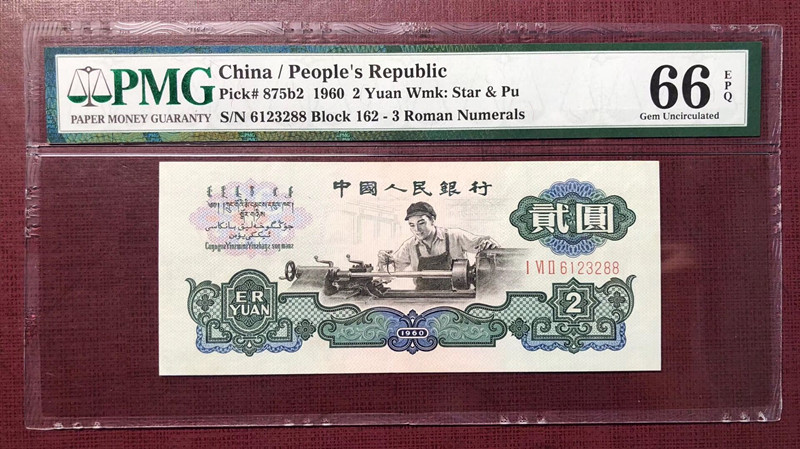 PMG
PAPER MONEY GUARANTY
China / People's Republic
Pick# 875b2 1960 2 Yuan Wmk: Star & Pu
S/N 6123288 Block 162 - 3 Roman Numerals
66 EPQ
Gem Uncirculated
中國人民銀行
貳圓
I VI II 6123288
ER
YUAN
2
1960